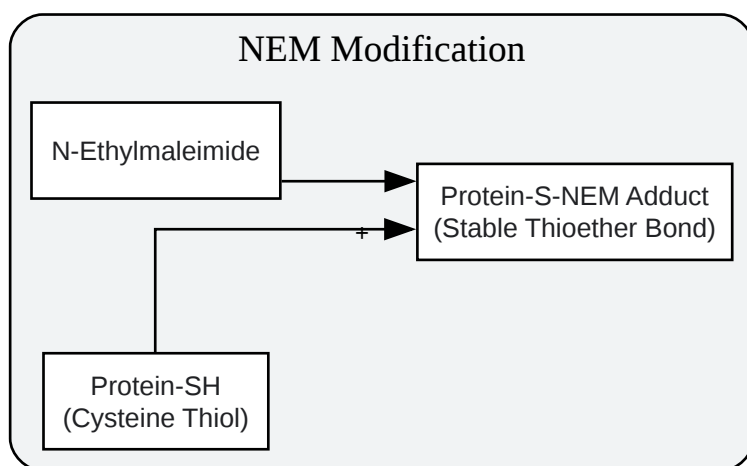 NEM Modification
N-Ethylmaleimide
Protein-S-NEM Adduct
(Stable Thioether Bond)
+
Protein-SH
(Cysteine Thiol)